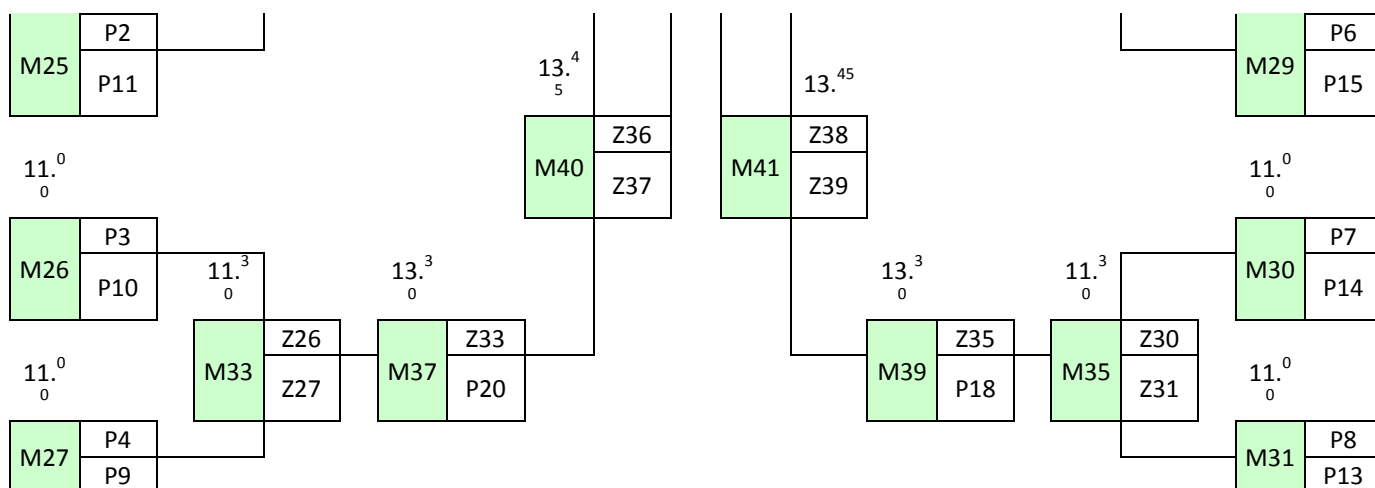 P2
M25
P11
P6
M29
P15
13.45
13.45
Z36
M40
Z37
Z38
M41
Z39
11.00
11.00
P3
M26
P10
P7
M30
P14
11.30
13.30
13.30
11.30
Z26
M33
Z27
Z33
M37
P20
Z35
M39
P18
Z30
M35
Z31
11.00
11.00
P4
M27
P9
P8
M31
P13